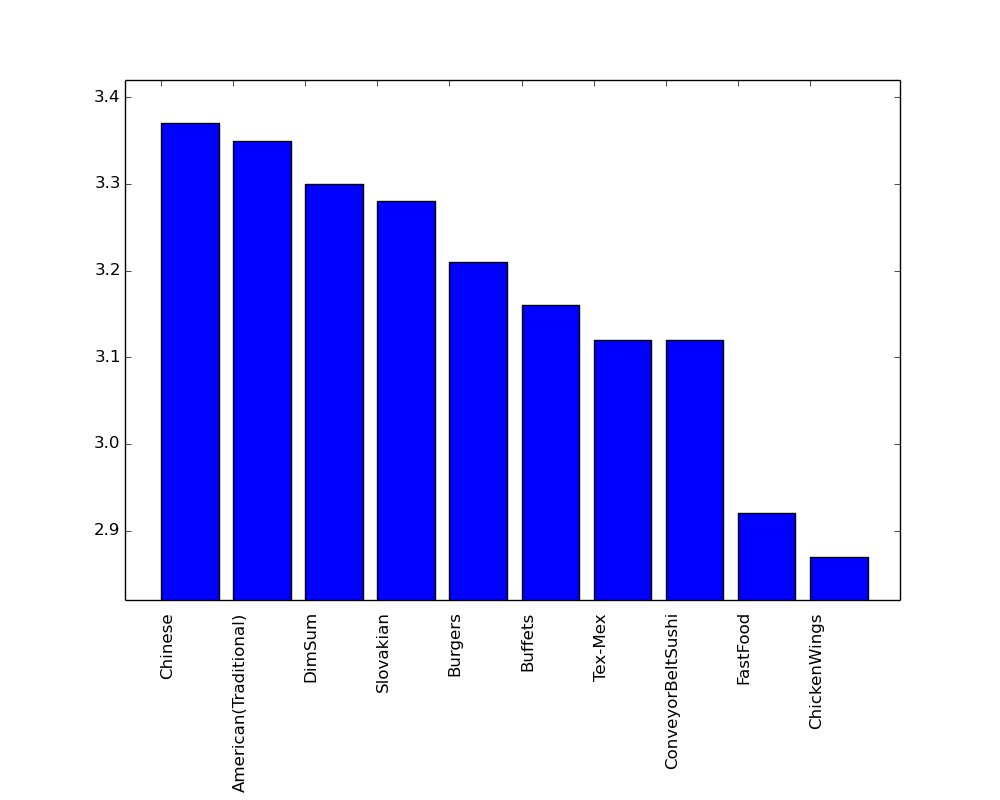 3.4
3.3
3.2
3.1
3.0
2.9
Chinese
American(Traditional)
DimSum
Slovakian
Burgers
Buffets
Tex-Mex
ConveyorBeltSushi
FastFood
ChickenWings